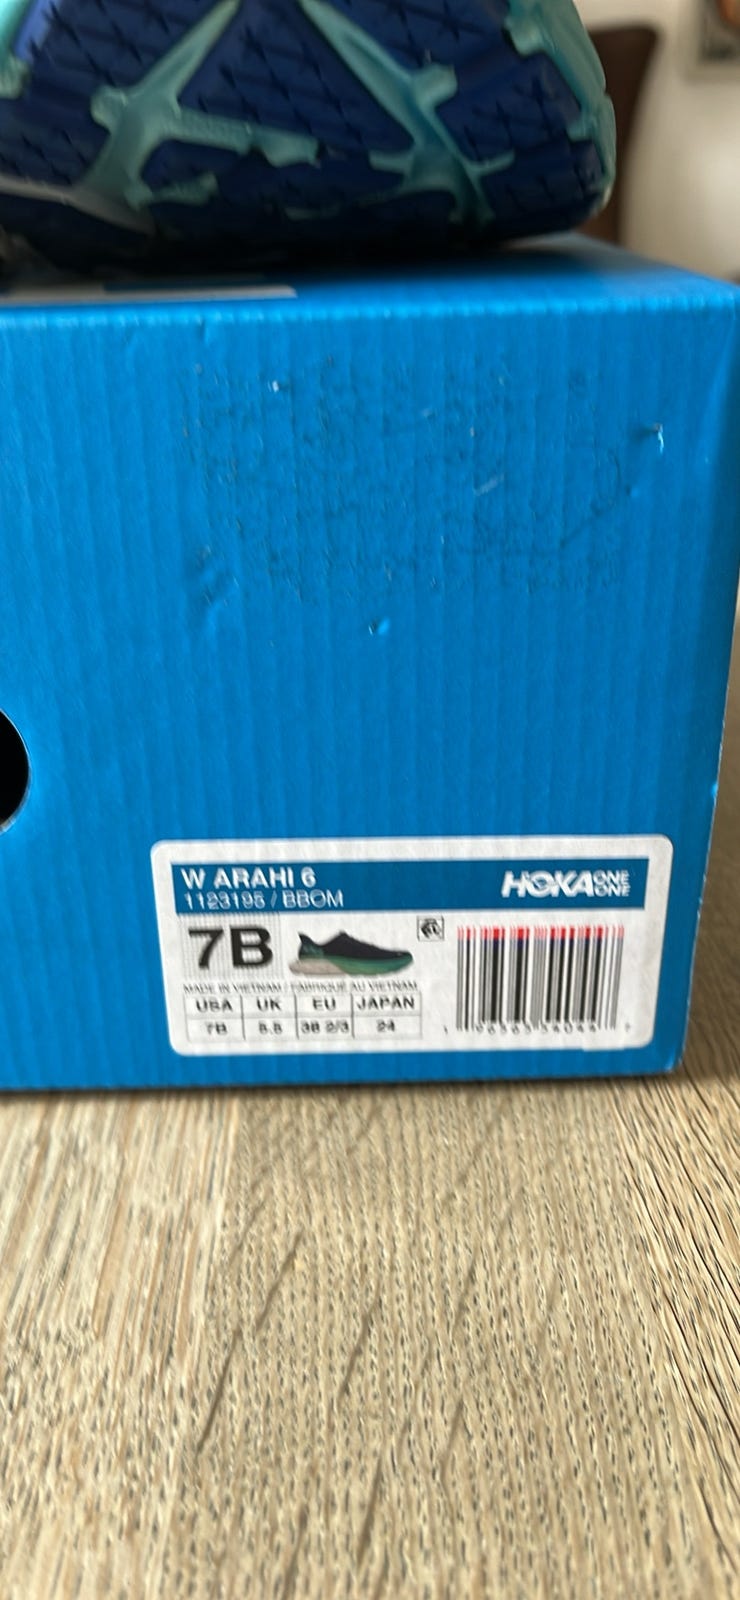 W ARAHI 6
1123195 / BBOM
HOKA ONE ONE
7B
MADE IN VIETNAM / FABRIQUÉ AU VIETNAM
USA UK EU JAPAN
7B 5.5 38 2/3 24